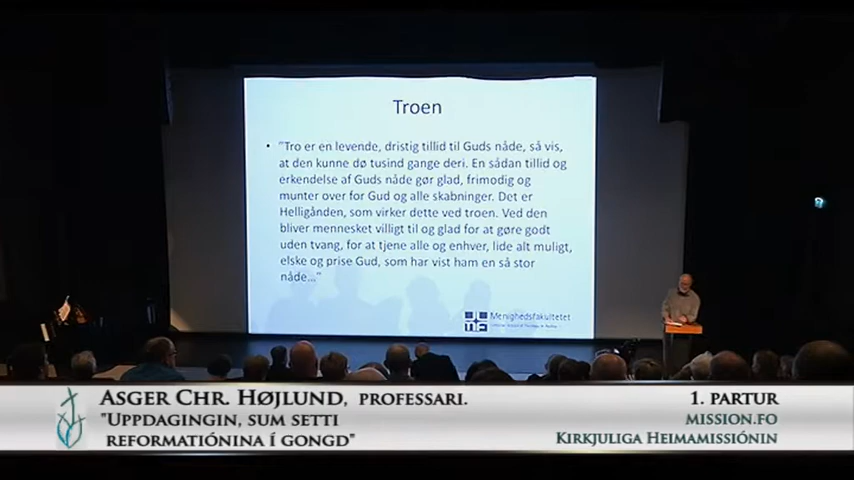 Troen
• "Tro er en levende, dristig tillid til Guds nåde, så vis,
at den kunne dø tusind gange deri. En sådan tillid og
erkendelse af Guds nåde gør glad, frimodig og
munter over for Gud og alle skabninger. Det er
Helligånden, som virker dette ved troen. Ved den
bliver mennesket villigt til og glad for at gøre godt
uden tvang, for at tjene alle og enhver, lide alt muligt,
elske og prise Gud, som har vist ham en så stor
nåde..."
Menighedsfakultetet
Asger Chr. Højlund, professari.
"Uppdagingin, sum setti
reformatiónina í gongd"
1. partur
mission.fo
Kirkjuliga Heimamissiónin